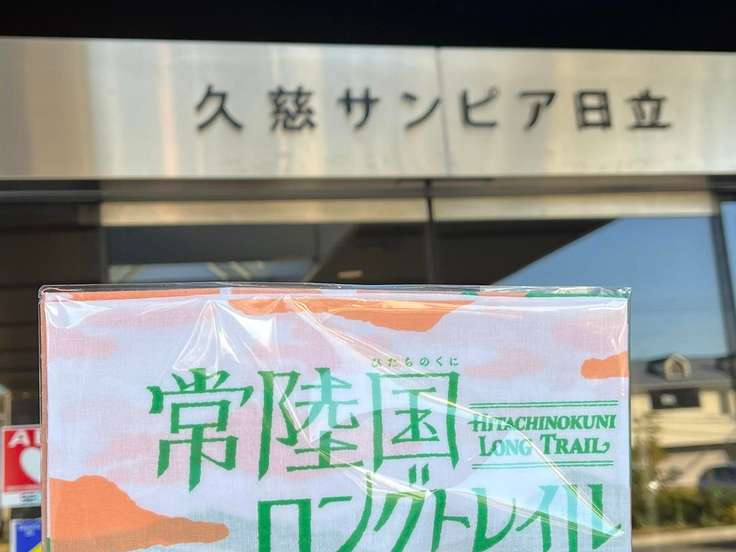 久慈サンピア日立
ひたちのくに
常陸国
HITACHINOKUNI
LONG TRAIL
ロングトレイル